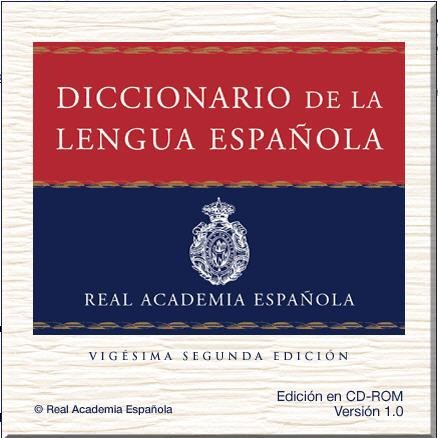 DICCIONARIO DE LA
LENGUA ESPAÑOLA
REAL ACADEMIA ESPAÑOLA
VIGÉSIMA SEGUNDA EDICIÓN
Edición en CD-ROM
© Real Academia Española
Versión 1.0